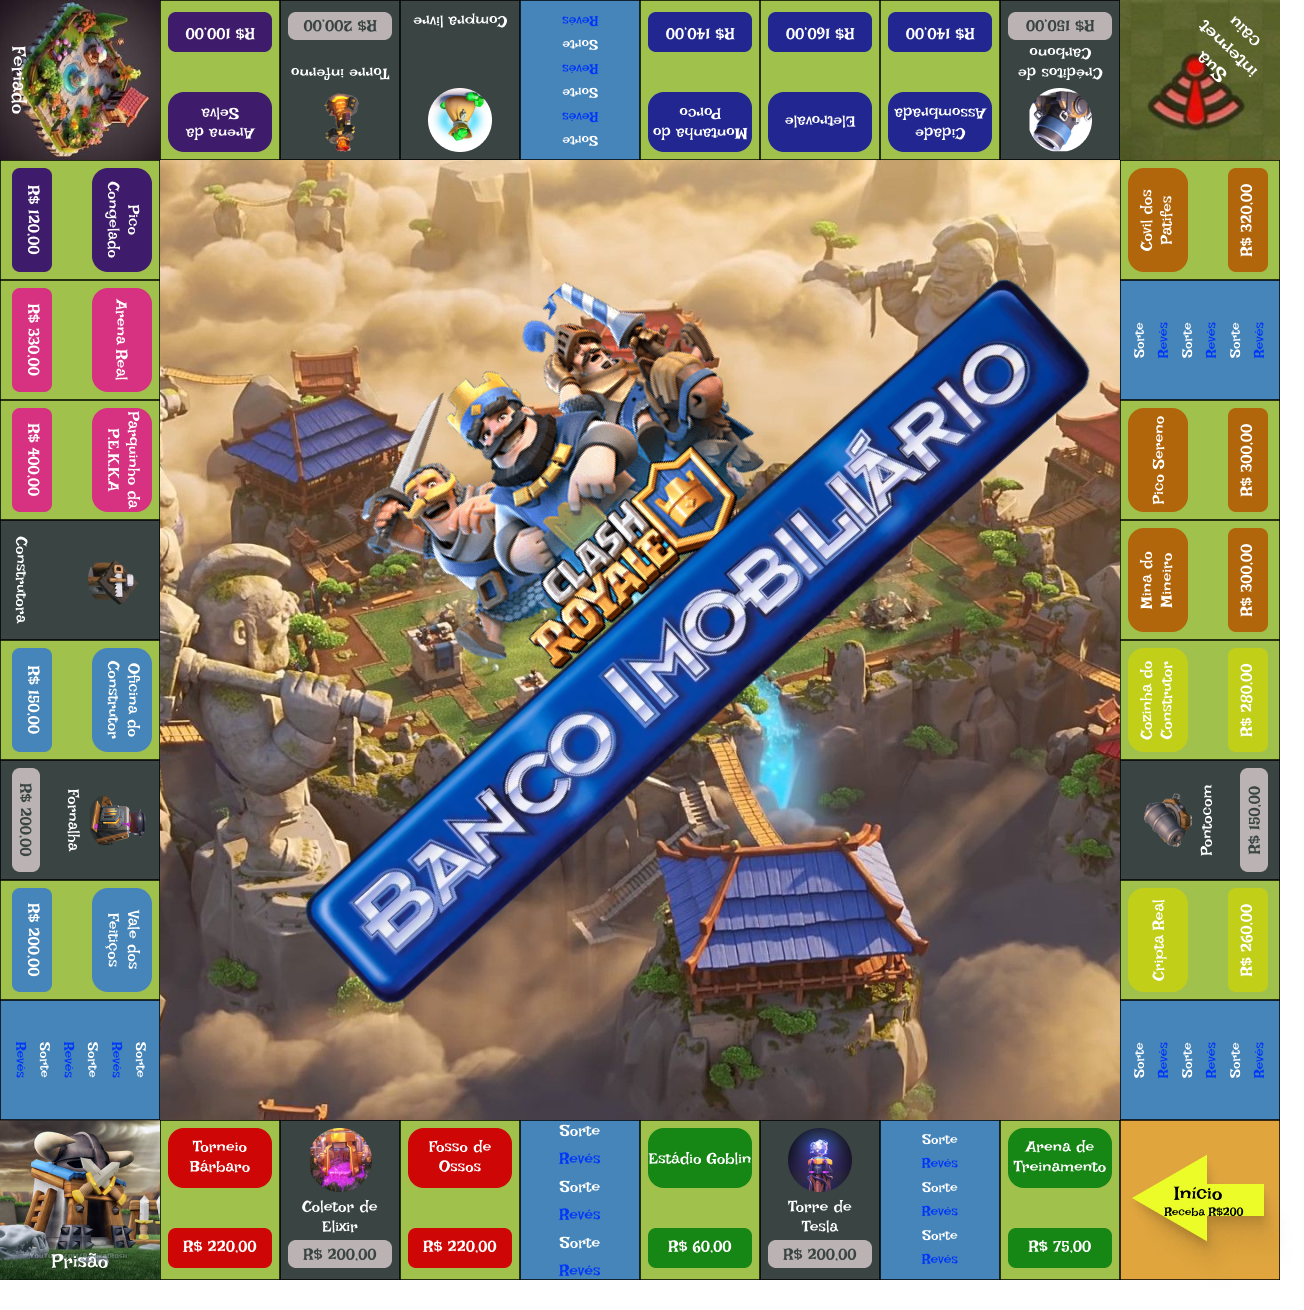 Feriado
R$ 100.00
Arena da
Selva
R$ 200.00
Torre inferno
Compra livre
Sorte
Revés
Sorte
Revés
Sorte
Revés
R$ 140.00
Montanha do
Porco
R$ 160.00
Eletrovale
R$ 140.00
Cidade
Assombrada
R$ 150.00
Créditos de
Carbono
Sua
internet
caiu
R$ 120.00
Pico
Congelado
R$ 330.00
Arena Real
R$ 400.00
Parquinho da
P.E.K.K.A
Construtora
R$ 150.00
Oficina do
Construtor
R$ 200.00
Fornalha
R$ 200.00
Vale dos
Feitiços
Sorte
Revés
Sorte
Revés
Sorte
Revés
CLASH
ROYALE
BANCO IMOBILIÁRIO
Covil dos
Patifes
R$ 320.00
Sorte
Revés
Sorte
Revés
Sorte
Revés
Pico Sereno
R$ 300.00
Mina do
Mineiro
R$ 300.00
Cozinha do
Construtor
R$ 280.00
Pontocom
R$ 150.00
Cripta Real
R$ 260.00
Sorte
Revés
Sorte
Revés
Sorte
Revés
Prisão
Torneio
Bárbaro
R$ 220.00
Coletor de
Elixir
R$ 200.00
Fosso de
Ossos
R$ 220.00
Sorte
Revés
Sorte
Revés
Sorte
Revés
Estádio Goblin
R$ 60.00
Torre de
Tesla
R$ 200.00
Sorte
Revés
Sorte
Revés
Sorte
Revés
Arena de
Treinamento
R$ 75.00
Início
Receba R$200